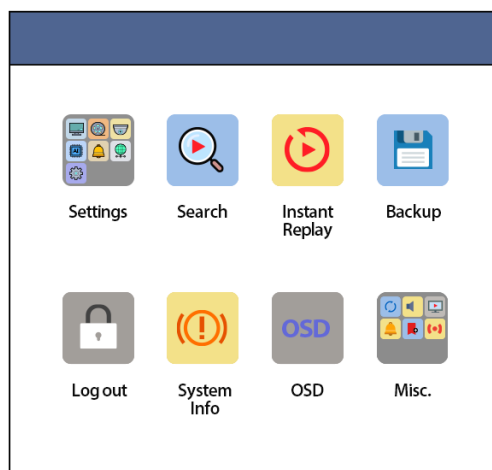 Settings
Search
Instant
Replay
Backup
OSD
Log out
System
Info
OSD
Misc.